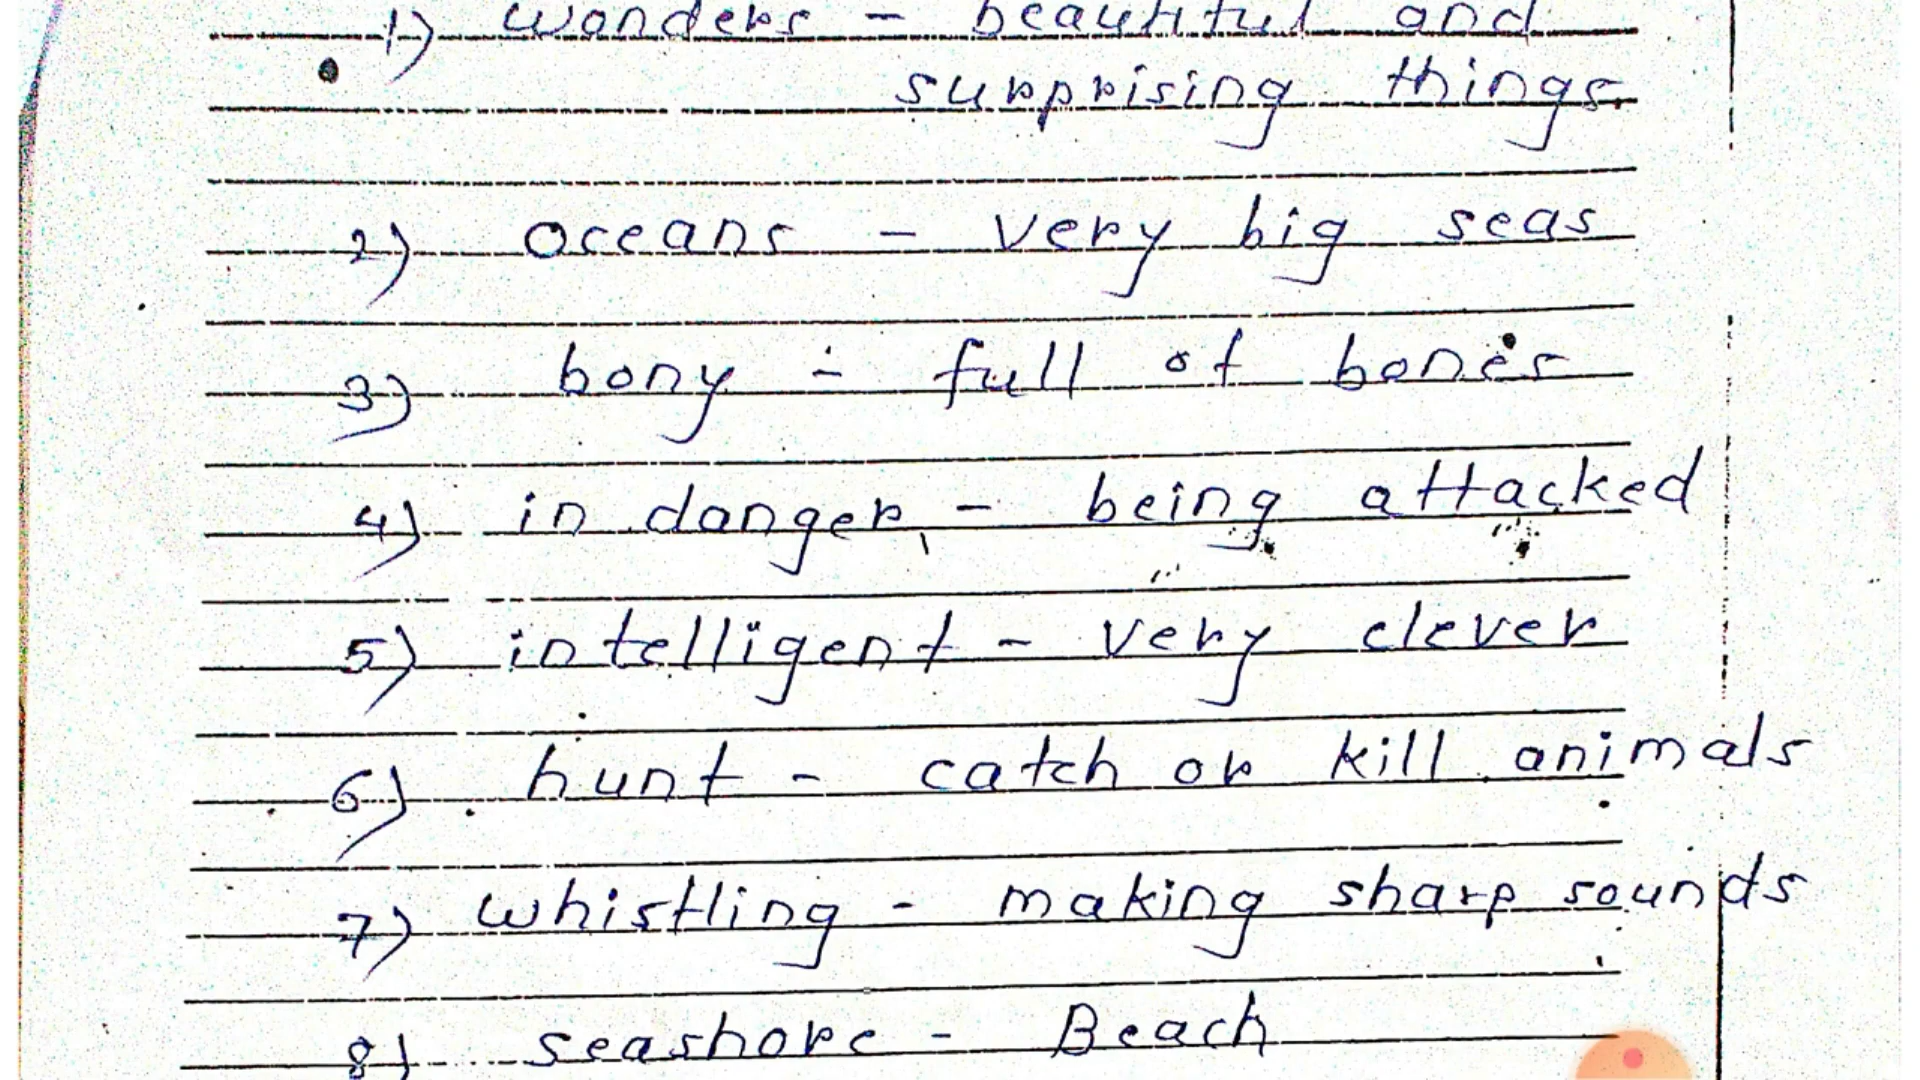 1) wonders - beautiful and
surprising things.
2) Oceans - very big seas
3) bony - full of bones
4) in danger - being attacked
5) intelligent - very clever
6) hunt - catch or kill animals
7) whistling - making sharp sounds
8) seashore - Beach